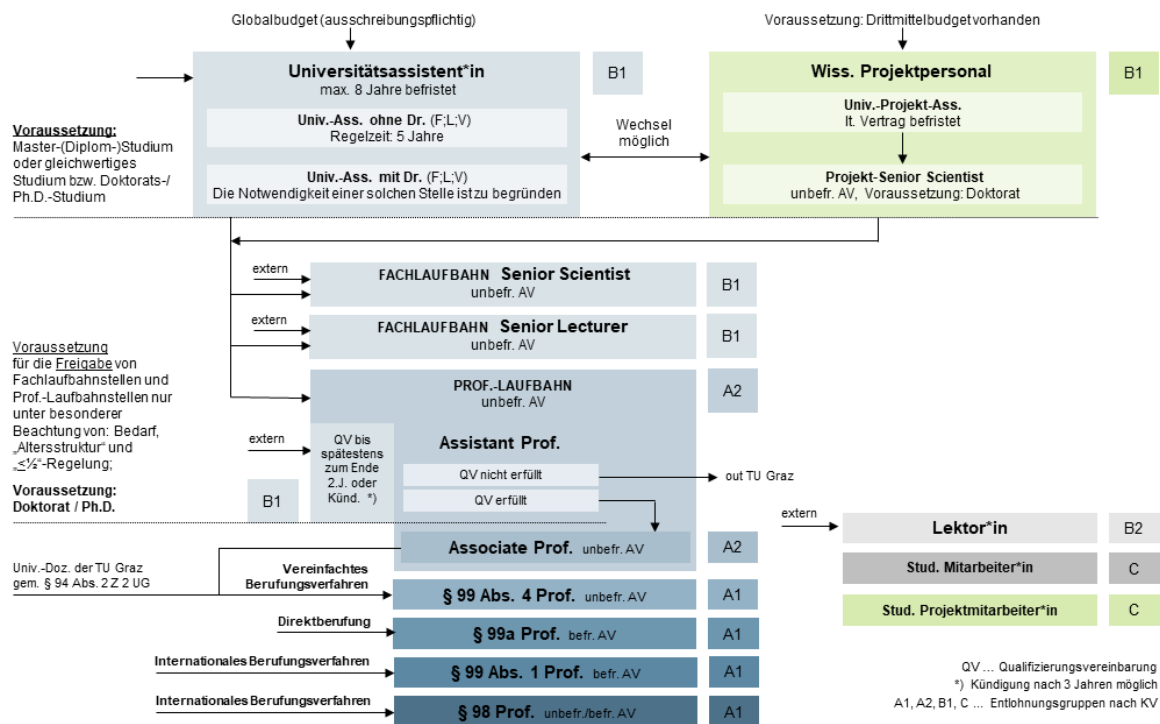 Globalbudget (ausschreibungspflichtig)
Voraussetzung: Drittmittelbudget vorhanden
Universitätsassistent*in
max. 8 Jahre befristet
B1
Wiss. Projektpersonal
B1
Univ.-Ass. ohne Dr. (F;L;V)
Regelzeit: 5 Jahre
Univ.-Projekt-Ass.
lt. Vertrag befristet
Voraussetzung:
Master-(Diplom-)Studium
oder gleichwertiges
Studium bzw. Doktorats-/
Ph.D.-Studium
Wechsel
möglich
Univ.-Ass. mit Dr. (F;L;V)
Die Notwendigkeit einer solchen Stelle ist zu begründen
Projekt-Senior Scientist
unbefr. AV, Voraussetzung: Doktorat
extern
FACHLAUFBAHN Senior Scientist
unbefr. AV
B1
extern
FACHLAUFBAHN Senior Lecturer
unbefr. AV
B1
Voraussetzung
für die Freigabe von
Fachlaufbahnstellen und
Prof.-Laufbahnstellen nur
unter besonderer
Beachtung von: Bedarf,
„Altersstruktur“ und
„≤½“-Regelung;
PROF.-LAUFBAHN
unbefr. AV
A2
extern
QV bis
spätestens
zum Ende
2.J. oder
Künd. *)
Assistant Prof.
QV nicht erfüllt
out TU Graz
QV erfüllt
Voraussetzung:
Doktorat / Ph.D.
B1
extern
Lektor*in
B2
Associate Prof. unbefr. AV
A2
Stud. Mitarbeiter*in
C
Univ.-Doz. der TU Graz
gem. § 94 Abs. 2 Z 2 UG
Vereinfachtes
Berufungsverfahren
§ 99 Abs. 4 Prof. unbefr. AV
A1
Stud. Projektmitarbeiter*in
C
Direktberufung
§ 99a Prof. befr. AV
A1
Internationales Berufungsverfahren
§ 99 Abs. 1 Prof. befr. AV
A1
Internationales Berufungsverfahren
§ 98 Prof. unbefr./befr. AV
A1
QV ... Qualifizierungsvereinbarung
*) Kündigung nach 3 Jahren möglich
A1, A2, B1, C ... Entlohnungsgruppen nach KV